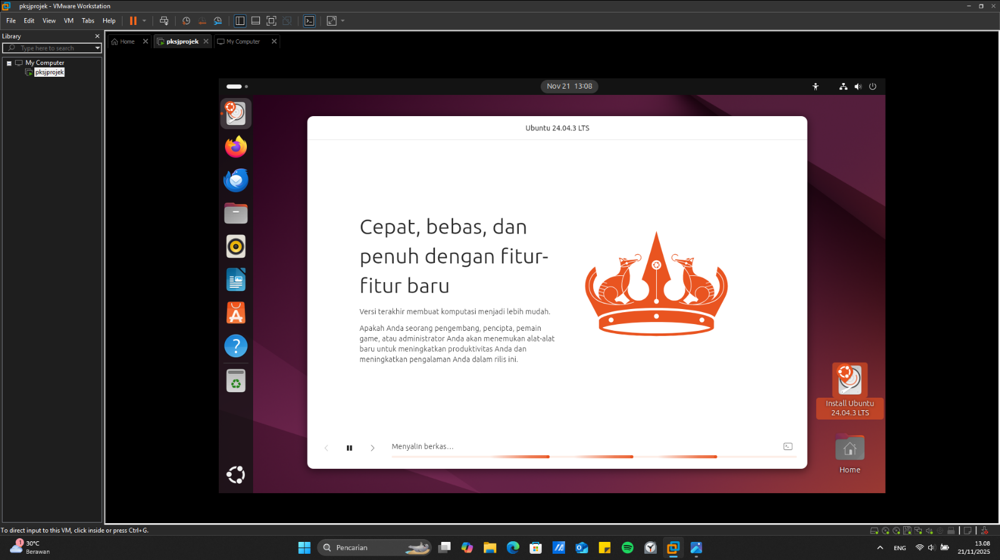 pksjprojek - VMware Workstation
File Edit View VM Tabs Help
Library
Type here to search
My Computer
pksjprojek
Home
pksjprojek
My Computer
Nov 21 13:08
Ubuntu 24.04.3 LTS
Cepat, bebas, dan
penuh dengan fitur-
fitur baru
Versi terakhir membuat komputasi menjadi lebih mudah.
Apakah Anda seorang pengembang, pencipta, pemain
game, atau administrator Anda akan menemukan alat-alat
baru untuk meningkatkan produktivitas Anda dan
meningkatkan pengalaman Anda dalam rilis ini.
Menyalin berkas...
Install Ubuntu
24.04.3 LTS
Home
To direct input to this VM, click inside or press Ctrl+G.
1
30°C
Berawan
Pencarian
ENG
13.08
21/11/2025